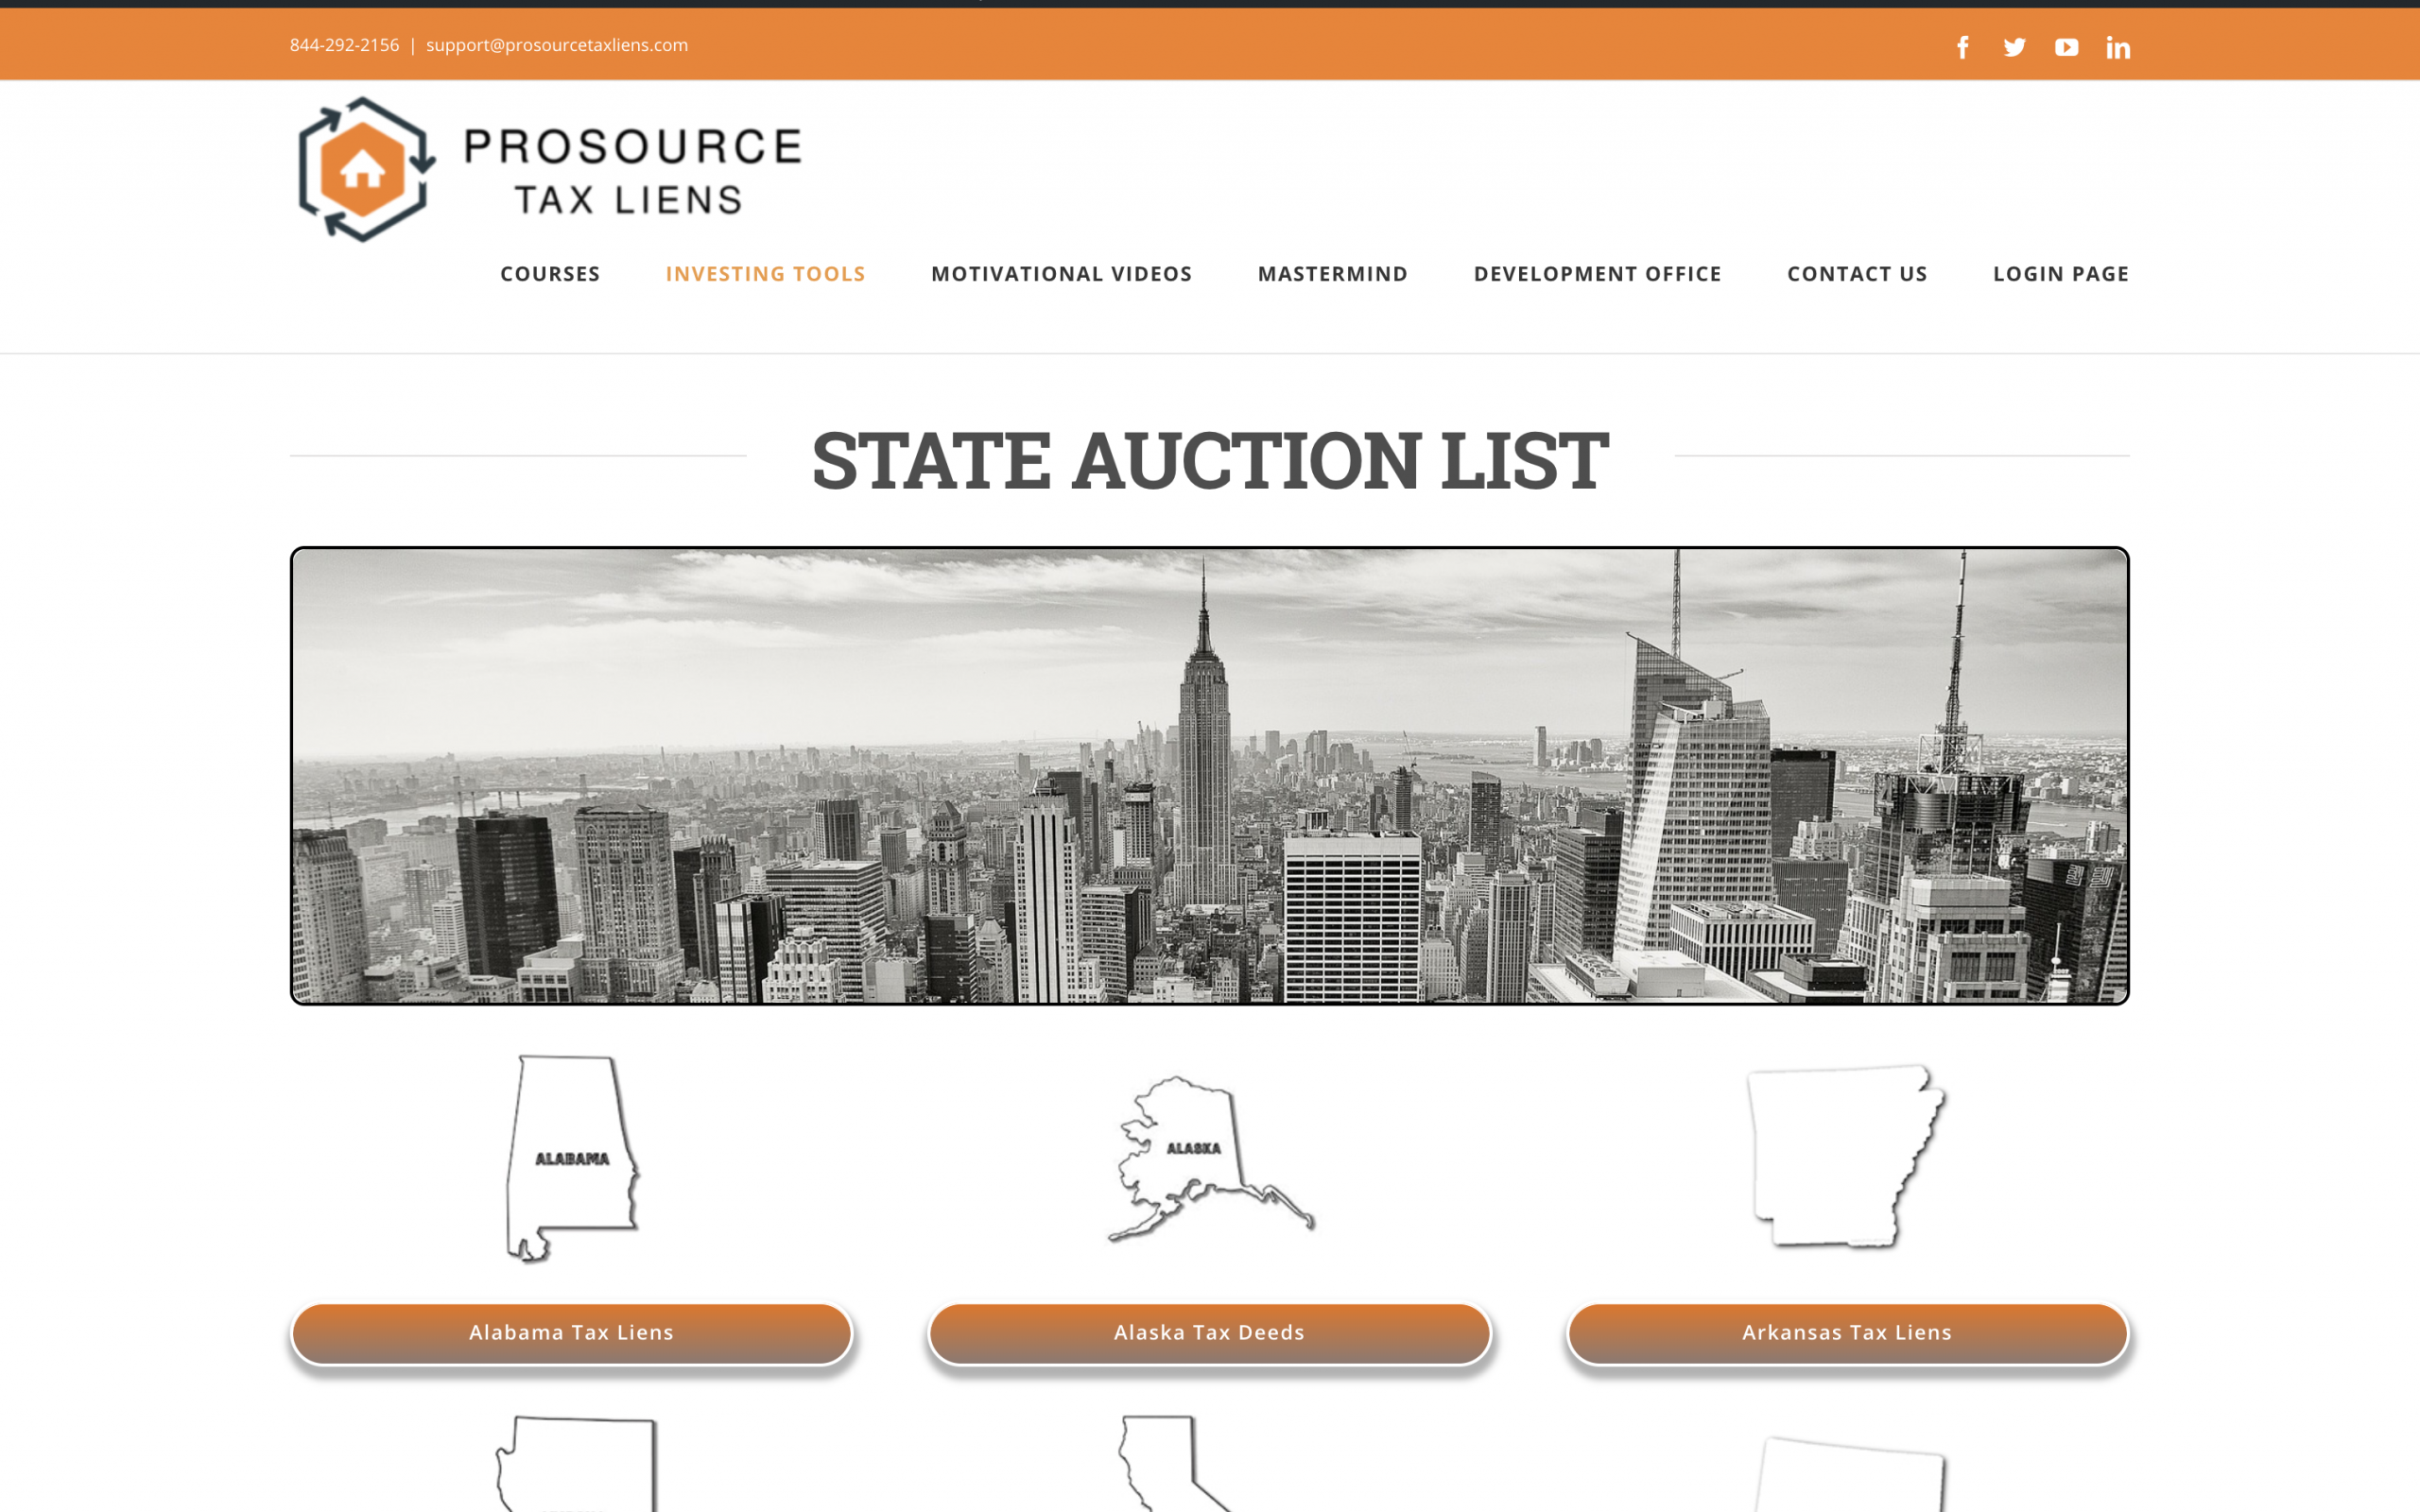 844-292-2156 | support@prosourcetaxliens.com
PROSOURCE
TAX LIENS
COURSES INVESTING TOOLS MOTIVATIONAL VIDEOS MASTERMIND DEVELOPMENT OFFICE CONTACT US LOGIN PAGE
STATE AUCTION LIST
ALABAMA
ALASKA
Alabama Tax Liens
Alaska Tax Deeds
Arkansas Tax Liens